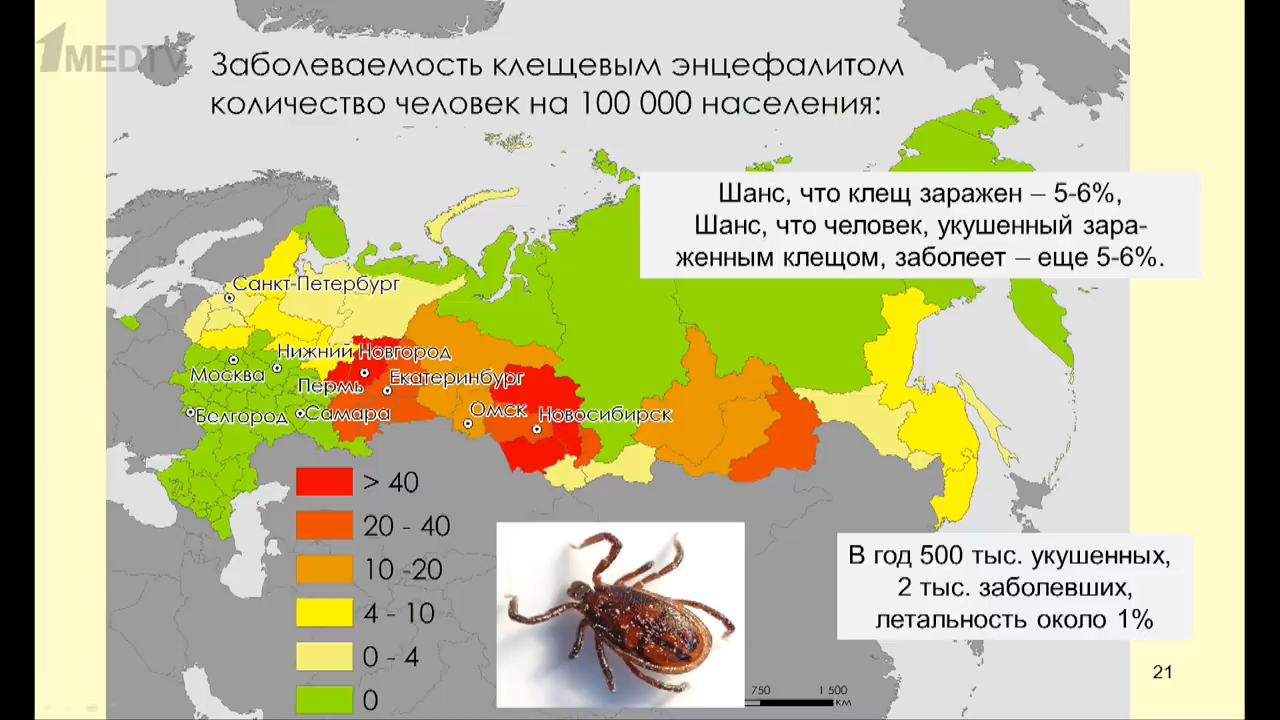 1MEDTV
Заболеваемость клещевым энцефалитом
количество человек на 100 000 населения:
Шанс, что клещ заражен – 5-6%,
Шанс, что человек, укушенный зара-
женным клещом, заболеет – еще 5-6%.
Санкт-Петербург
Нижний Новгород
Москва
Пермь
Екатеринбург
Белгород
Самара
Омск
Новосибирск
> 40
20 - 40
10 -20
4 - 10
0 - 4
0
В год 500 тыс. укушенных,
2 тыс. заболевших,
летальность около 1%
21
750 1 500
км